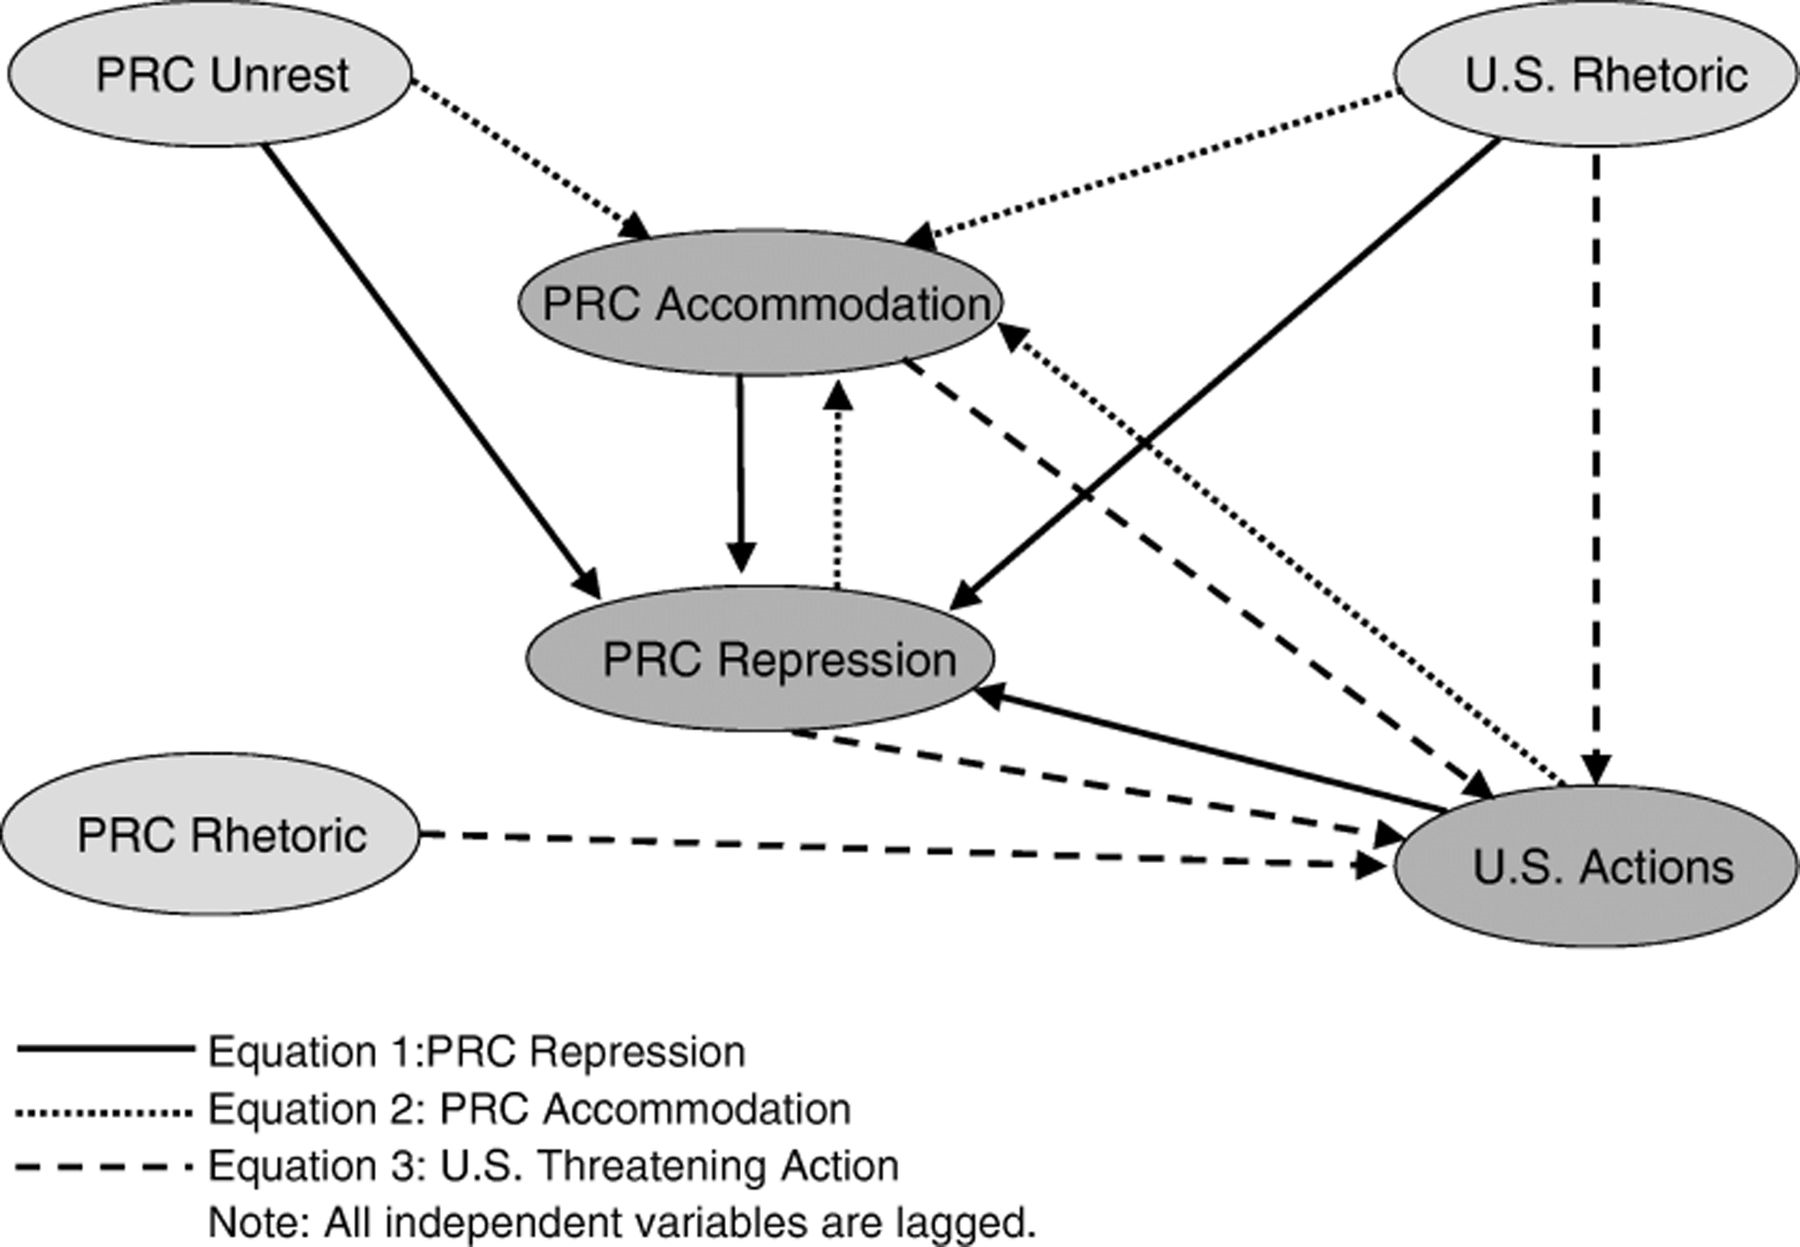 PRC Unrest
U.S. Rhetoric
PRC Accommodation
PRC Repression
PRC Rhetoric
U.S. Actions
Equation 1:PRC Repression
Equation 2: PRC Accommodation
Equation 3: U.S. Threatening Action
Note: All independent variables are lagged.